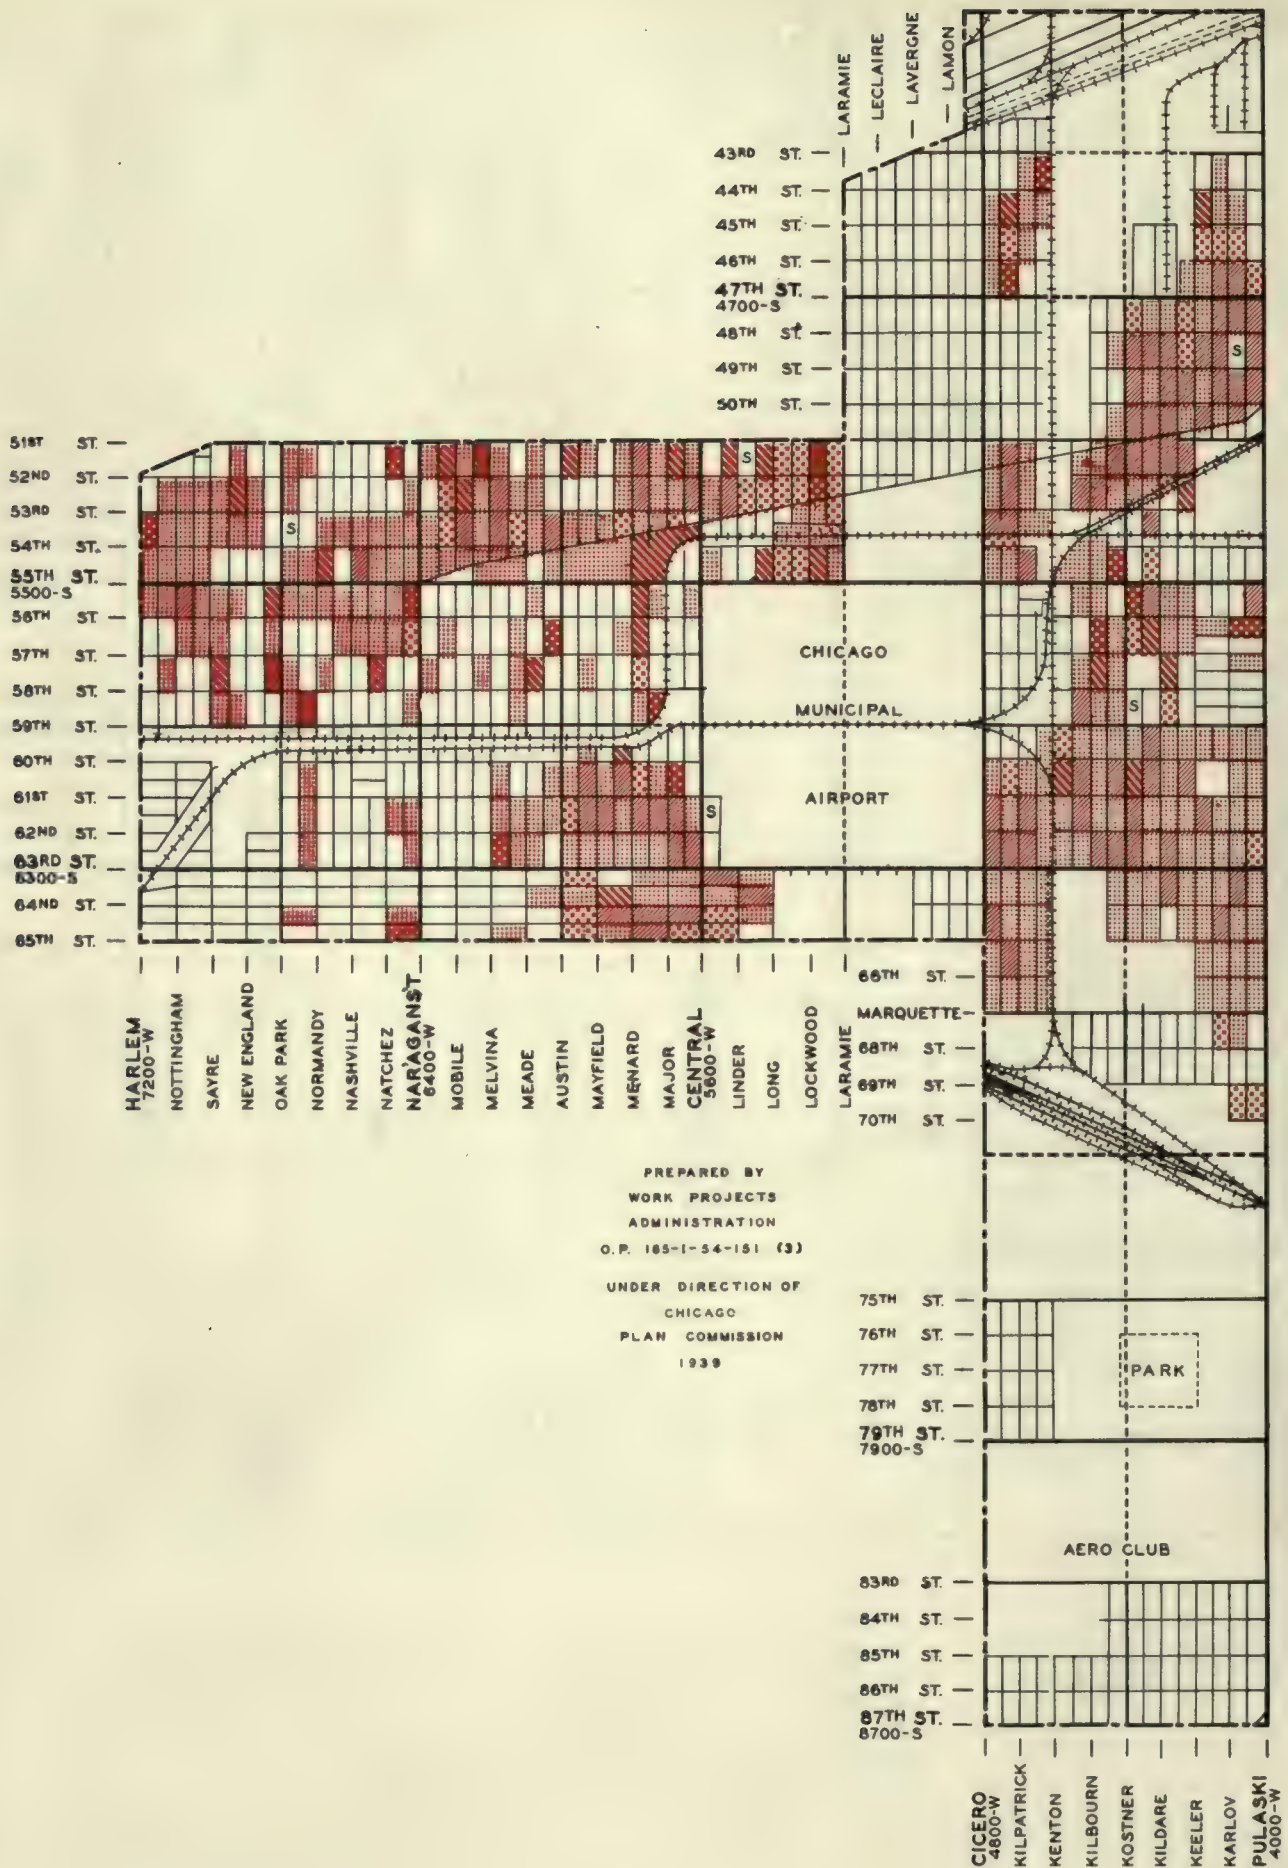 LARAMIE
LECLAIRE
LAVERGNE
LAMON
43RD ST.
44TH ST.
45TH ST.
46TH ST.
47TH ST.
4700-S
48TH ST.
49TH ST.
50TH ST.
S
51ST ST.
52ND ST.
53RD ST.
54TH ST.
55TH ST.
5500-S
56TH ST.
57TH ST.
58TH ST.
59TH ST.
60TH ST.
61ST ST.
62ND ST.
63RD ST.
6300-S
64ND ST.
65TH ST.
S
S
CHICAGO
MUNICIPAL
AIRPORT
S
S
66TH ST.
MARQUETTE
68TH ST.
69TH ST.
70TH ST.
HARLEM
7200-W
NOTTINGHAM
SAYRE
NEW ENGLAND
OAK PARK
NORMANDY
NASHVILLE
NATCHEZ
NAR'AGANS'T
6400-W
MOBILE
MELVINA
MEADE
AUSTIN
MAYFIELD
MENARD
MAJOR
CENTRAL
5600-W
LINDER
LONG
LOCKWOOD
LARAMIE
PREPARED BY
WORK PROJECTS
ADMINISTRATION
O.P. 165-1-54-151 (3)
UNDER DIRECTION OF
CHICAGO
PLAN COMMISSION
1939
75TH ST.
76TH ST.
77TH ST.
78TH ST.
79TH ST.
7900-S
PARK
AERO CLUB
83RD ST.
84TH ST.
85TH ST.
86TH ST.
87TH ST.
8700-S
CICERO
4800-W
KILPATRICK
KENTON
KILBOURN
KOSTNER
KILDARE
KEELER
KARLOV
PULASKI
4000-W